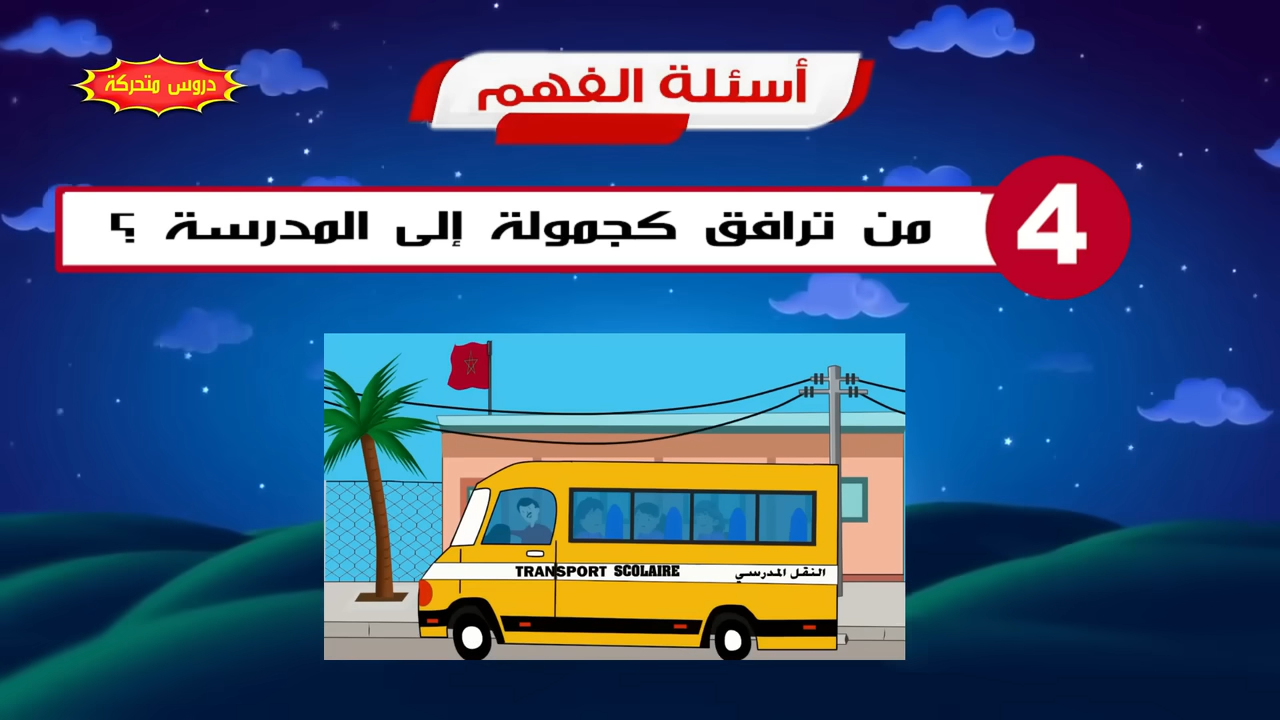 دروس متحركة
أسئلة الفهم
4
من ترافق كجمولة إلى المدرسة ؟
TRANSPORT SCOLAIRE
النقل المدرسي